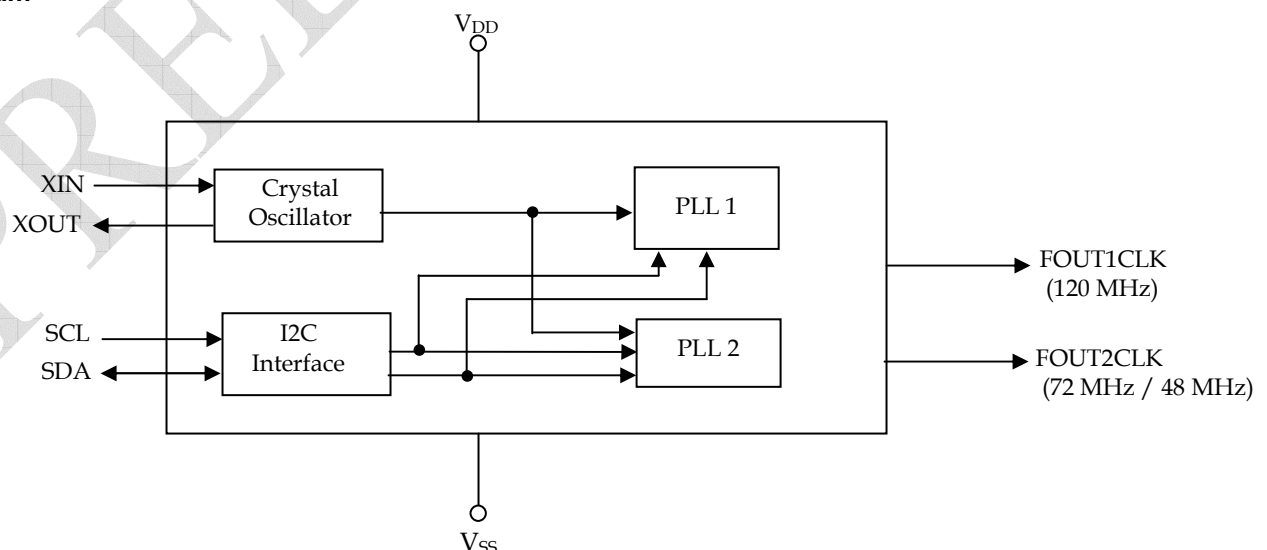 VDD
XIN
XOUT
Crystal
Oscillator
PLL 1
SCL
SDA
I2C
Interface
PLL 2
FOUT1CLK
(120 MHz)
FOUT2CLK
(72 MHz / 48 MHz)
VSS